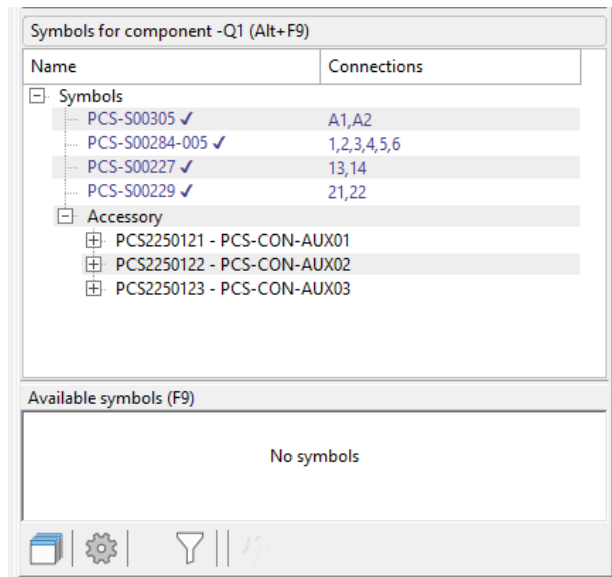 Symbols for component -Q1 (Alt+F9)
Name Connections
Symbols
PCS-S00305 ✓ A1,A2
PCS-S00284-005 ✓ 1,2,3,4,5,6
PCS-S00227 ✓ 13,14
PCS-S00229 ✓ 21,22
Accessory
PCS2250121 - PCS-CON-AUX01
PCS2250122 - PCS-CON-AUX02
PCS2250123 - PCS-CON-AUX03
Available symbols (F9)
No symbols